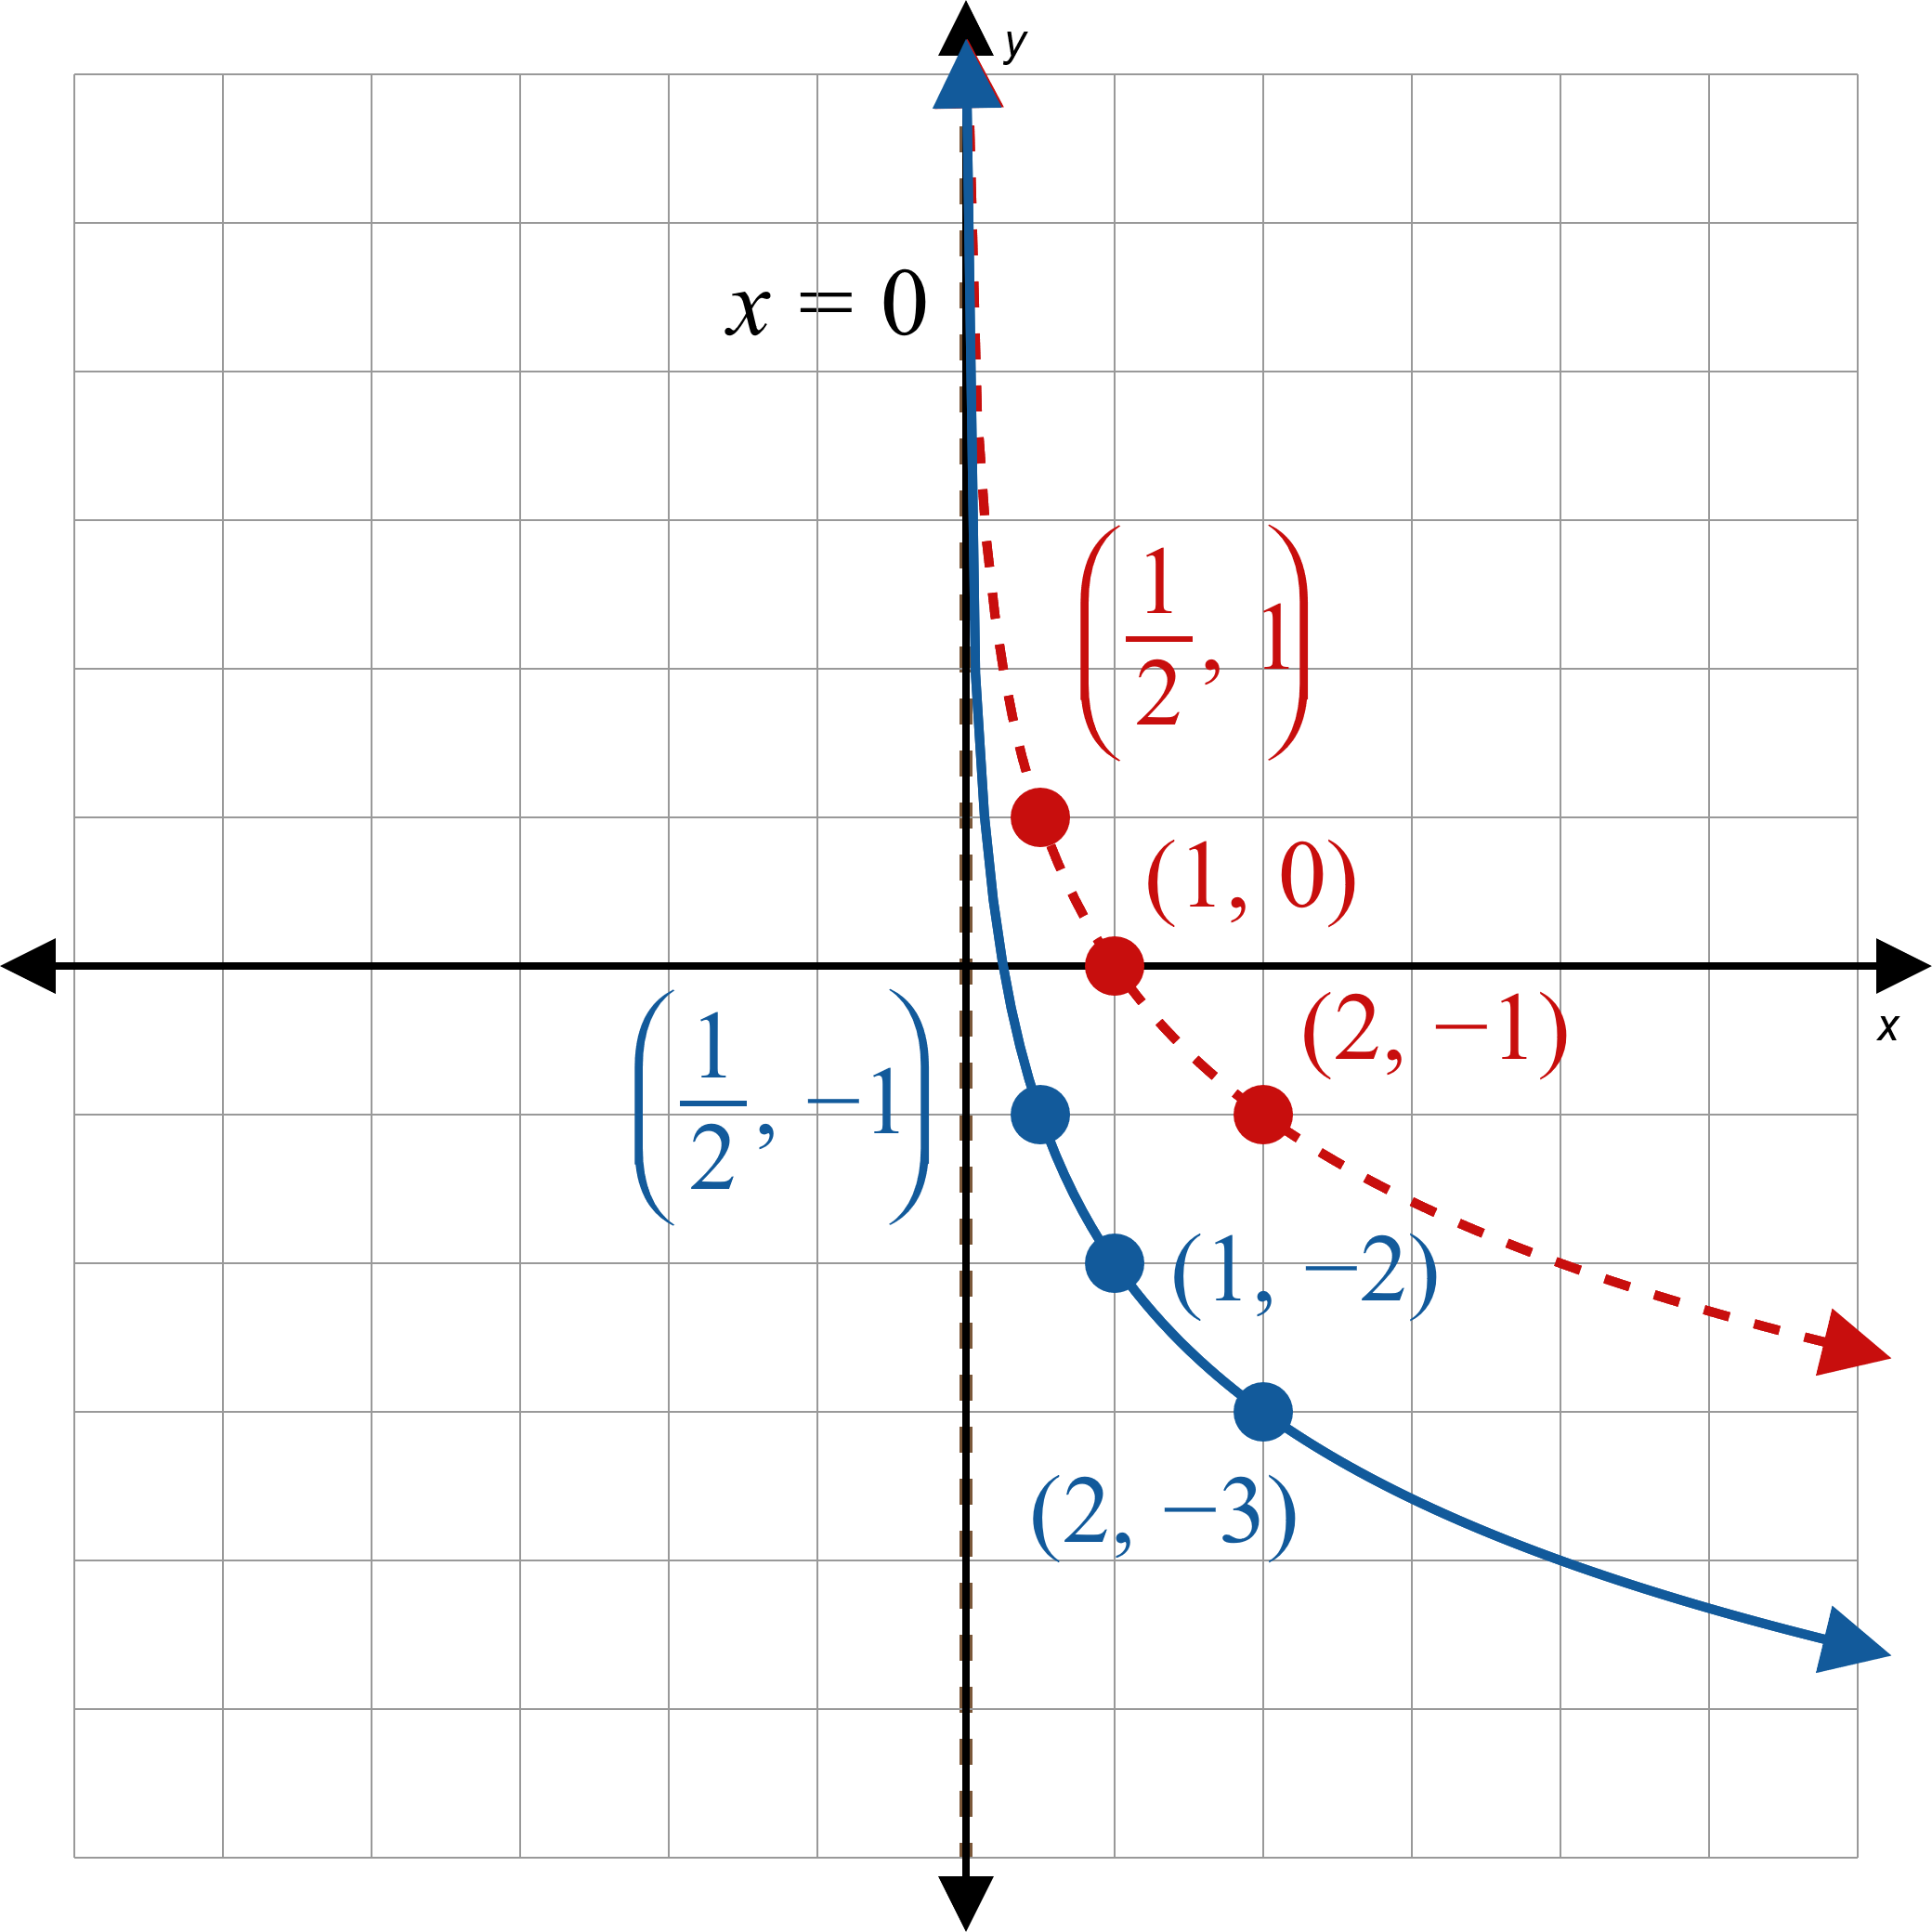 y
x = 0
(1/2, 1)
(1, 0)
(2, −1)
x
(1/2, −1)
(1, −2)
(2, −3)